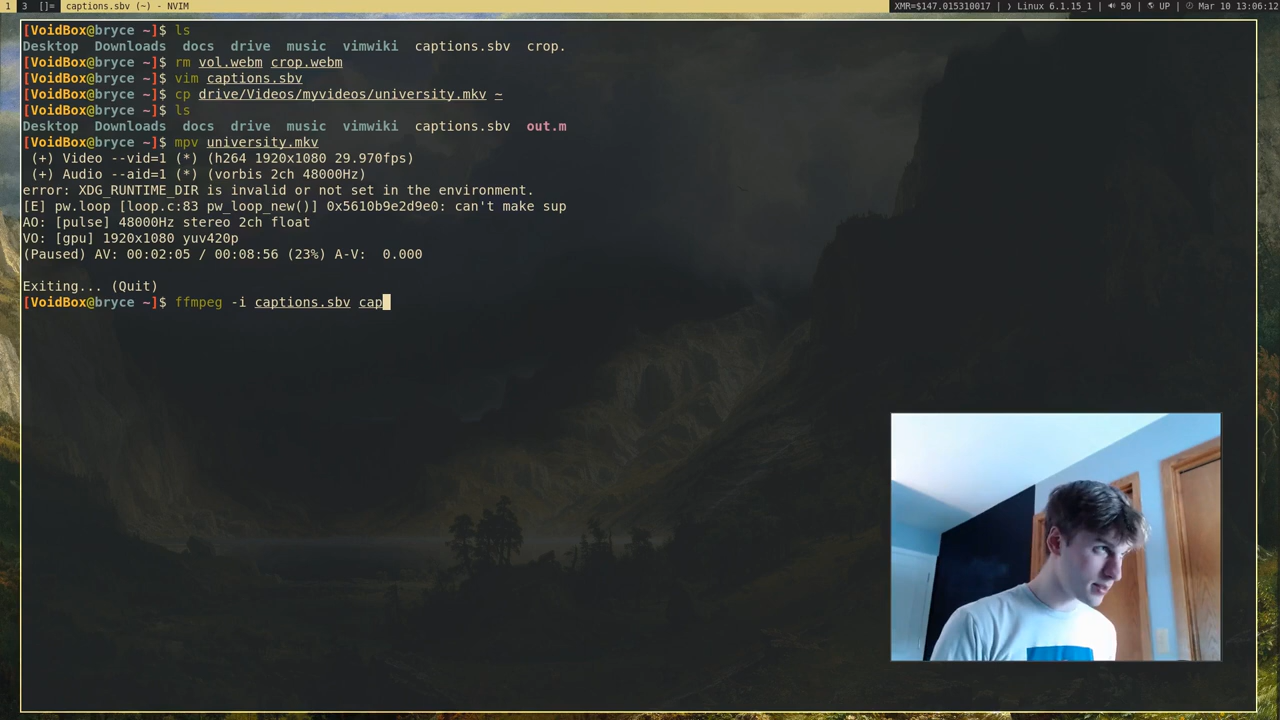 1 3 []= captions.sbv (~) - NVIM XMR=$147.015310017 | Linux 6.1.15_1 | 50 | UP | Mar 10 13:06:12
[VoidBox@bryce ~]$ ls
Desktop Downloads docs drive music vimwiki captions.sbv crop.
[VoidBox@bryce ~]$ rm vol.webm crop.webm
[VoidBox@bryce ~]$ vim captions.sbv
[VoidBox@bryce ~]$ cp drive/Videos/myvideos/university.mkv ~
[VoidBox@bryce ~]$ ls
Desktop Downloads docs drive music vimwiki captions.sbv out.m
[VoidBox@bryce ~]$ mpv university.mkv
(+) Video --vid=1 (*) (h264 1920x1080 29.970fps)
(+) Audio --aid=1 (*) (vorbis 2ch 48000Hz)
error: XDG_RUNTIME_DIR is invalid or not set in the environment.
[E] pw.loop [loop.c:83 pw_loop_new()] 0x5610b9e2d9e0: can't make sup
AO: [pulse] 48000Hz stereo 2ch float
VO: [gpu] 1920x1080 yuv420p
(Paused) AV: 00:02:05 / 00:08:56 (23%) A-V: 0.000
Exiting... (Quit)
[VoidBox@bryce ~]$ ffmpeg -i captions.sbv cap